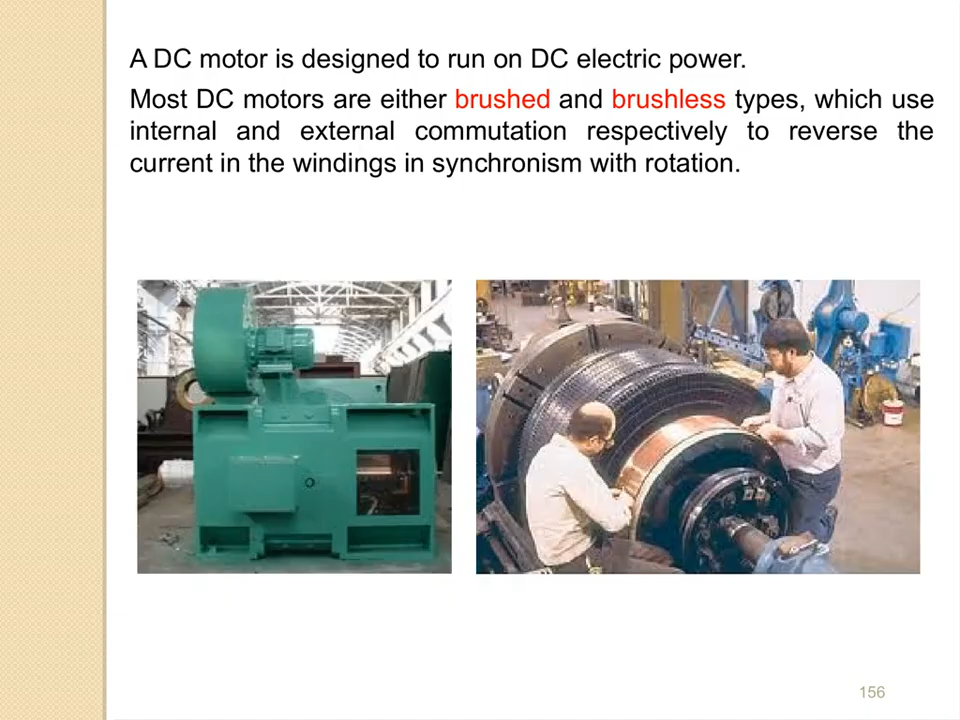 A DC motor is designed to run on DC electric power.
Most DC motors are either brushed and brushless types, which use
internal and external commutation respectively to reverse the
current in the windings in synchronism with rotation.
156